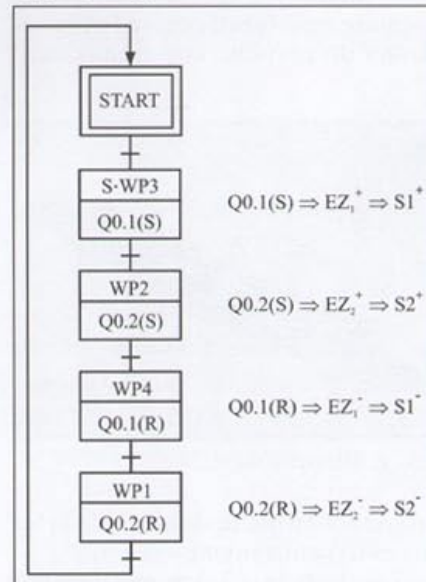 START
S·WP3
Q0.1(S) Q0.1(S) ⇒ EZ₁⁺ ⇒ S1⁺
WP2
Q0.2(S) Q0.2(S) ⇒ EZ₂⁺ ⇒ S2⁺
WP4
Q0.1(R) Q0.1(R) ⇒ EZ₁⁻ ⇒ S1⁻
WP1
Q0.2(R) Q0.2(R) ⇒ EZ₂⁻ ⇒ S2⁻